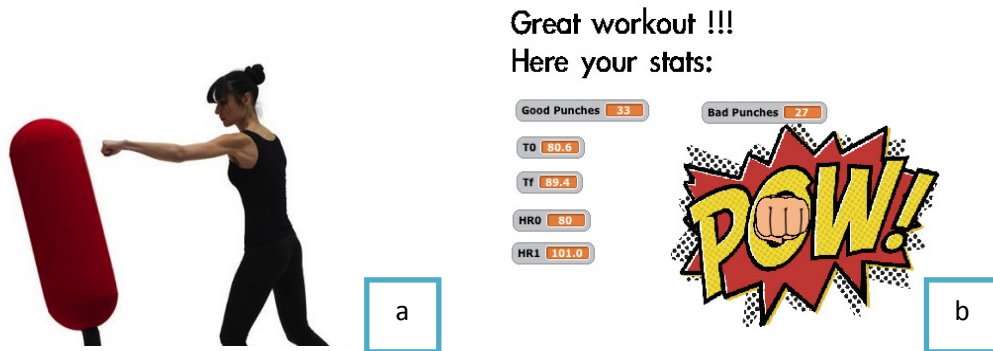 Great workout !!!
Here your stats:
Good Punches 33
Bad Punches 27
T0 80.6
Tf 89.4
HR0 80
HR1 101.0
POW!
a
b